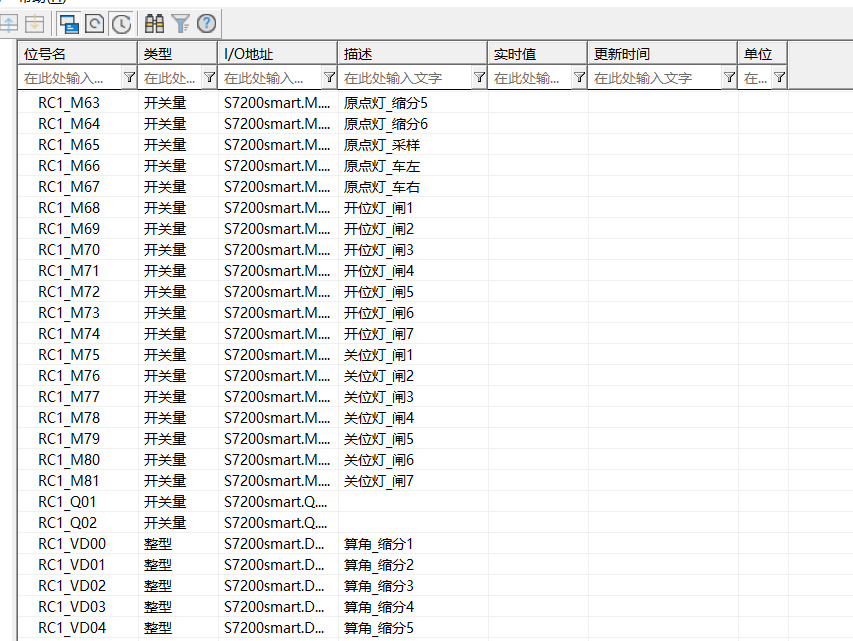 位号名 类型 I/O地址 描述 实时值 更新时间 单位
在此处输入... 在此处... 在此处输入... 在此处输入文字 在此处输... 在此处输入文字 在...
RC1_M63 开关量 S7200smart.M.... 原点灯_缩分5
RC1_M64 开关量 S7200smart.M.... 原点灯_缩分6
RC1_M65 开关量 S7200smart.M.... 原点灯_采样
RC1_M66 开关量 S7200smart.M.... 原点灯_车左
RC1_M67 开关量 S7200smart.M.... 原点灯_车右
RC1_M68 开关量 S7200smart.M.... 开位灯_闸1
RC1_M69 开关量 S7200smart.M.... 开位灯_闸2
RC1_M70 开关量 S7200smart.M.... 开位灯_闸3
RC1_M71 开关量 S7200smart.M.... 开位灯_闸4
RC1_M72 开关量 S7200smart.M.... 开位灯_闸5
RC1_M73 开关量 S7200smart.M.... 开位灯_闸6
RC1_M74 开关量 S7200smart.M.... 开位灯_闸7
RC1_M75 开关量 S7200smart.M.... 关位灯_闸1
RC1_M76 开关量 S7200smart.M.... 关位灯_闸2
RC1_M77 开关量 S7200smart.M.... 关位灯_闸3
RC1_M78 开关量 S7200smart.M.... 关位灯_闸4
RC1_M79 开关量 S7200smart.M.... 关位灯_闸5
RC1_M80 开关量 S7200smart.M.... 关位灯_闸6
RC1_M81 开关量 S7200smart.M.... 关位灯_闸7
RC1_Q01 开关量 S7200smart.Q....
RC1_Q02 开关量 S7200smart.Q....
RC1_VD00 整型 S7200smart.D... 算角_缩分1
RC1_VD01 整型 S7200smart.D... 算角_缩分2
RC1_VD02 整型 S7200smart.D... 算角_缩分3
RC1_VD03 整型 S7200smart.D... 算角_缩分4
RC1_VD04 整型 S7200smart.D... 算角_缩分5